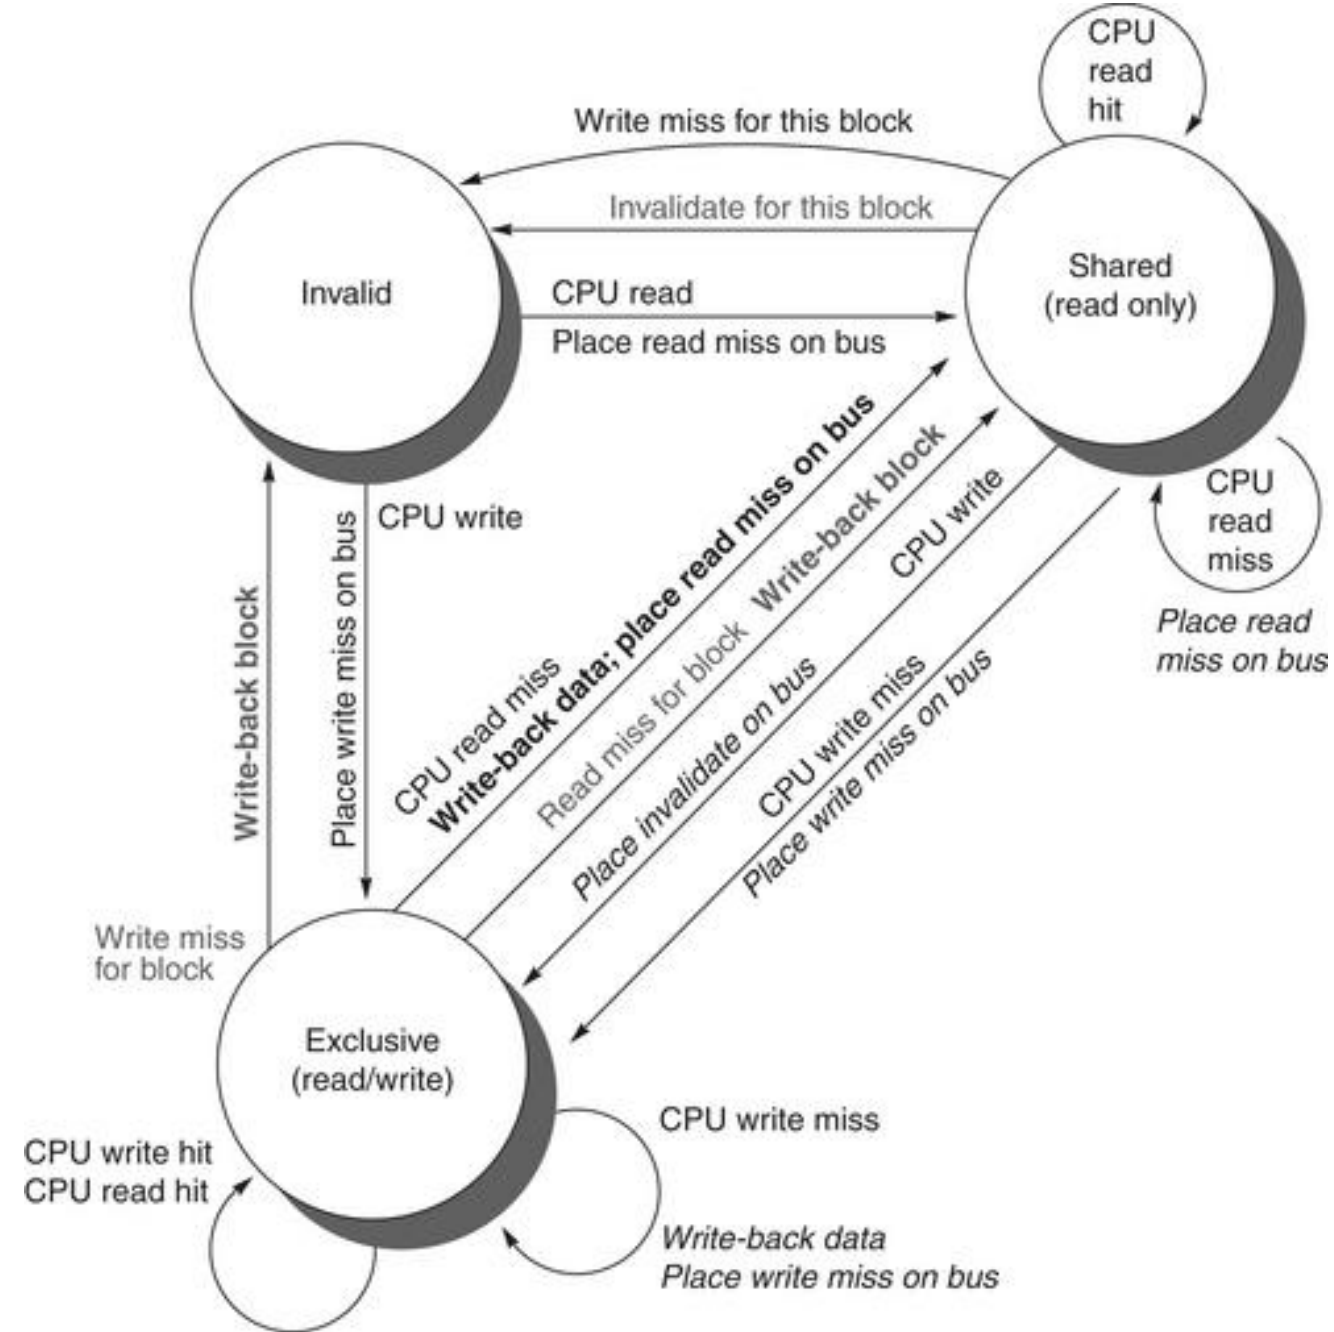 CPU
read
hit
Write miss for this block
Invalidate for this block
Invalid
Shared
(read only)
CPU read
Place read miss on bus
CPU write
Place write miss on bus
Write-back block
CPU read miss
Write-back data; place read miss on bus
Read miss for block Write-back block
CPU write
Place invalidate on bus
CPU write miss
Place write miss on bus
CPU
read
miss
Place read
miss on bus
Write miss
for block
Exclusive
(read/write)
CPU write hit
CPU read hit
CPU write miss
Write-back data
Place write miss on bus